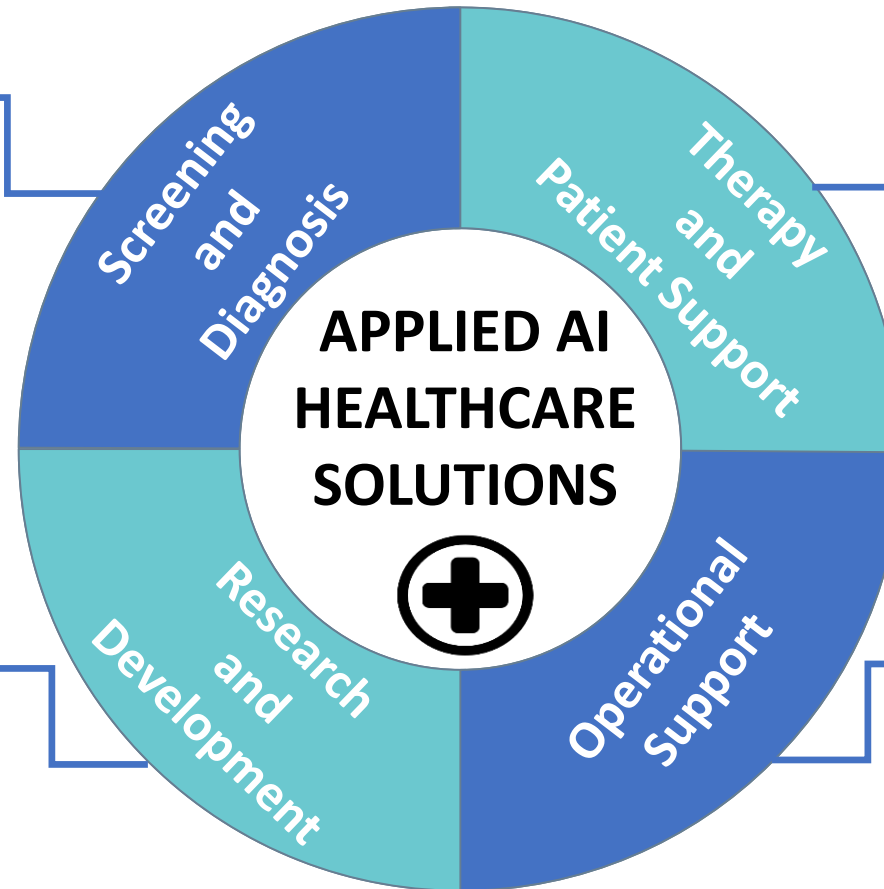 Screening
and
Diagnosis
Therapy
and
Patient Support
APPLIED AI
HEALTHCARE
SOLUTIONS
Research
and
Development
Operational
Support